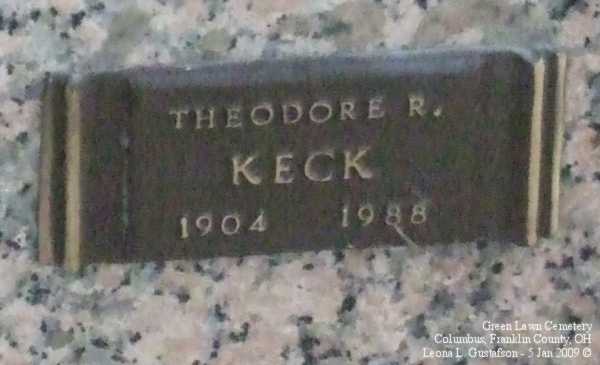 THEODORE R.
KECK
1904 1988
Green Lawn Cemetery
Columbus, Franklin County, OH
Leona L. Gustafson - 5 Jan 2009 ©